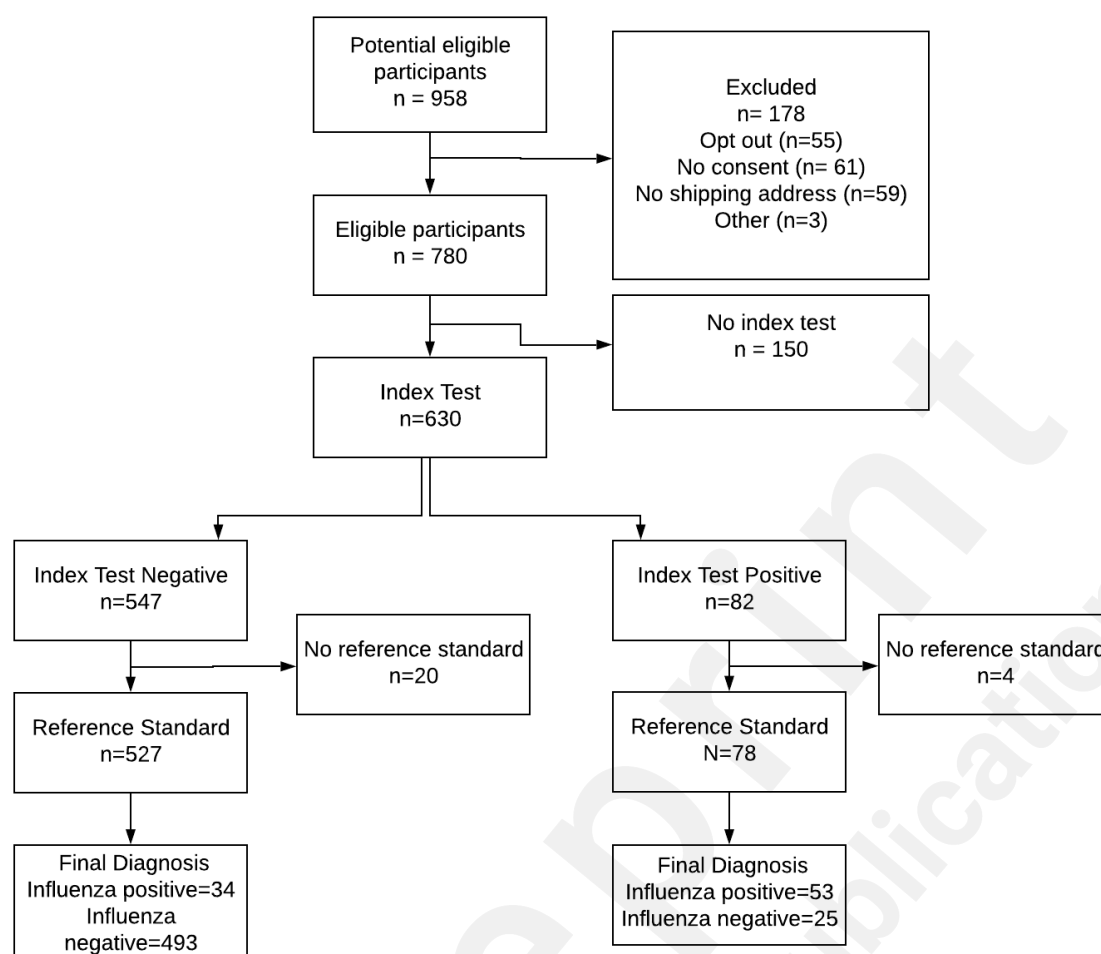 Potential eligible
participants
n = 958
Excluded
n= 178
Opt out (n=55)
No consent (n= 61)
No shipping address (n=59)
Other (n=3)
Eligible participants
n = 780
No index test
n = 150
Index Test
n=630
Index Test Negative
n=547
Index Test Positive
n=82
No reference standard
n=20
No reference standard
n=4
Reference Standard
n=527
Reference Standard
N=78
Final Diagnosis
Influenza positive=34
Influenza
negative=493
Final Diagnosis
Influenza positive=53
Influenza negative=25